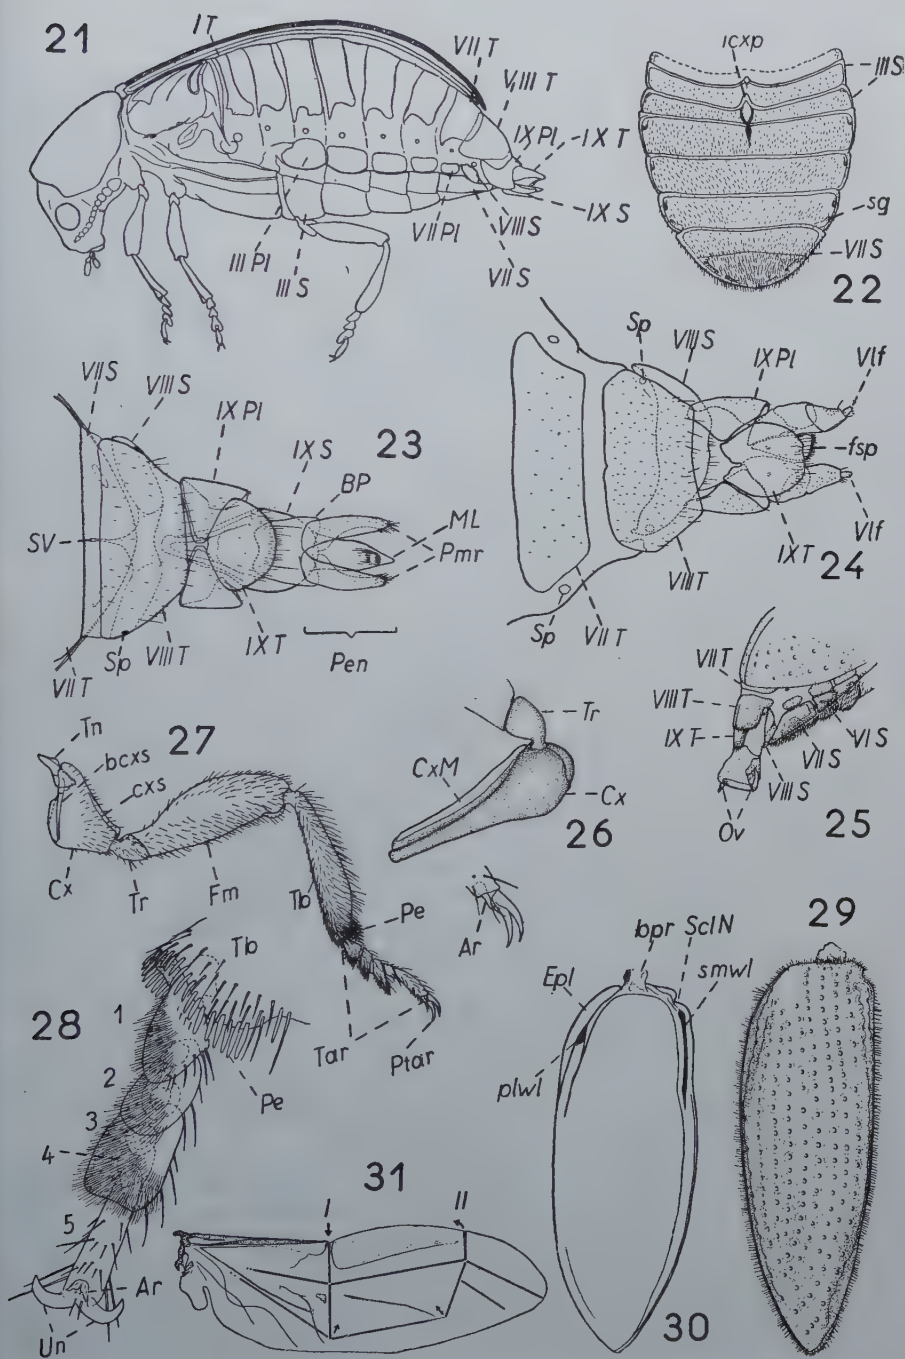 21
I T
VII T
VIII T
IX Pl
IX T
IX S
VIII S
VII Pl
VII S
III Pl
III S
icxp
III S
sg
VII S
22
VII S
VIII S
IX Pl
23
IX S
BP
ML
Pmr
SV
VII T
Sp
VIII T
IX T
Pen
Sp
VIII S
IX Pl
Vlf
fsp
Vlf
IX T
24
VIII T
VII T
Sp
VII T
VIII T
IX T
VI S
VII S
VIII S
Ov
25
Tn
27
bcxs
cxs
Cx
Tr
Fm
Tb
Pe
Tar
Ptar
Tr
CxM
Cx
26
Ar
28
Tb
1
2
3
4
5
Pe
Ar
Un
31
I
II
bpr
SclN
smwl
Epl
plwl
30
29